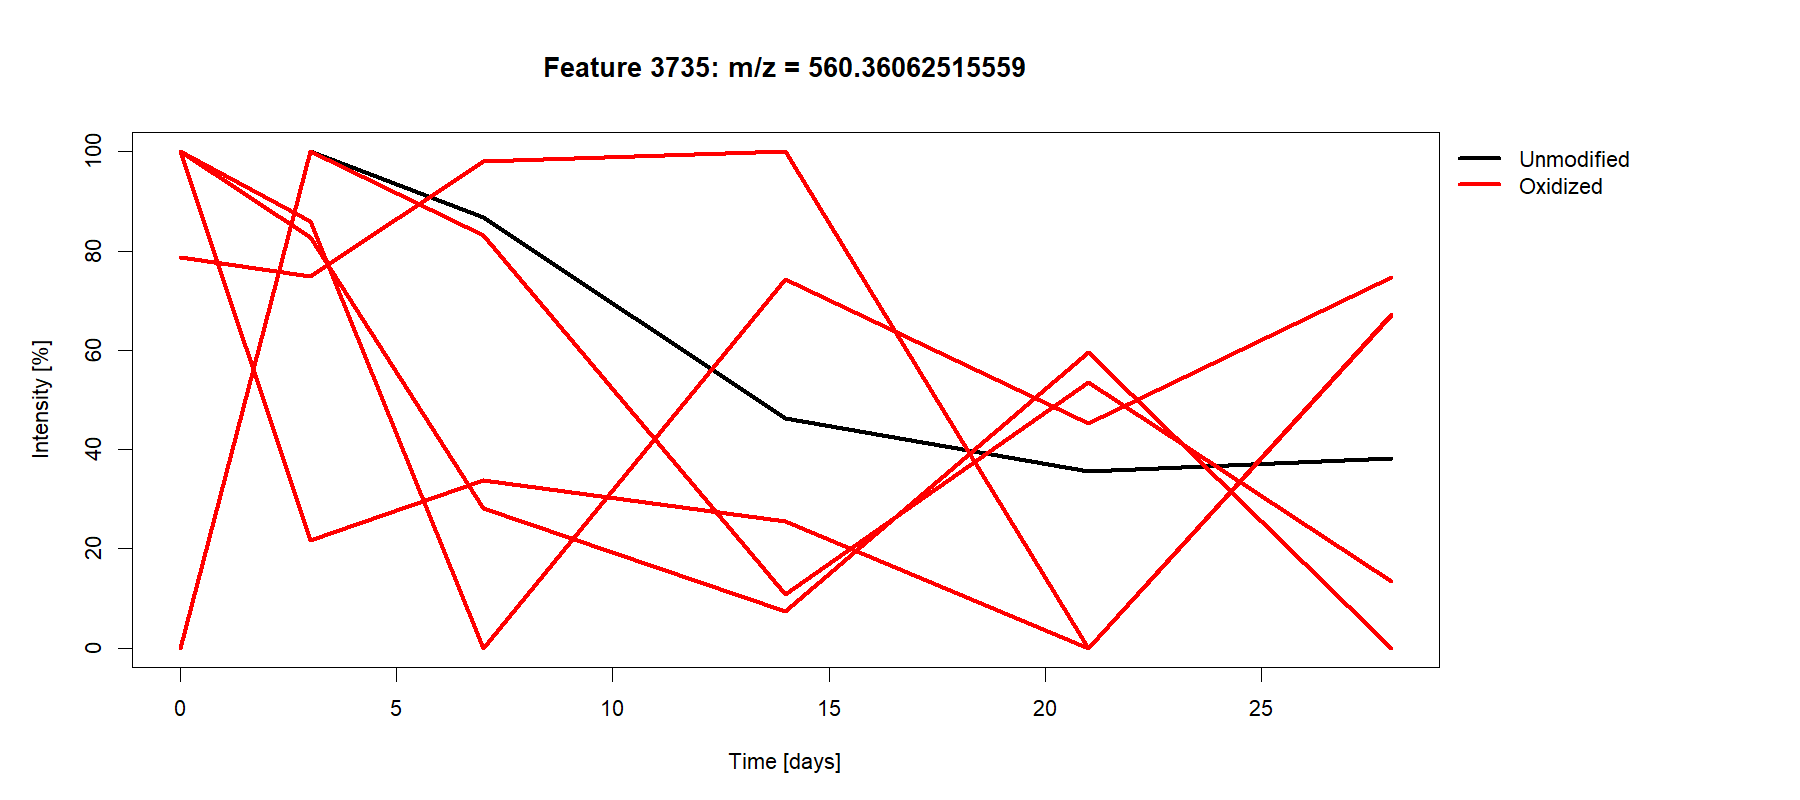 Feature 3735: m/z = 560.36062515559
Unmodified
Oxidized
Intensity [%]
100
80
60
40
20
0
0 5 10 15 20 25
Time [days]